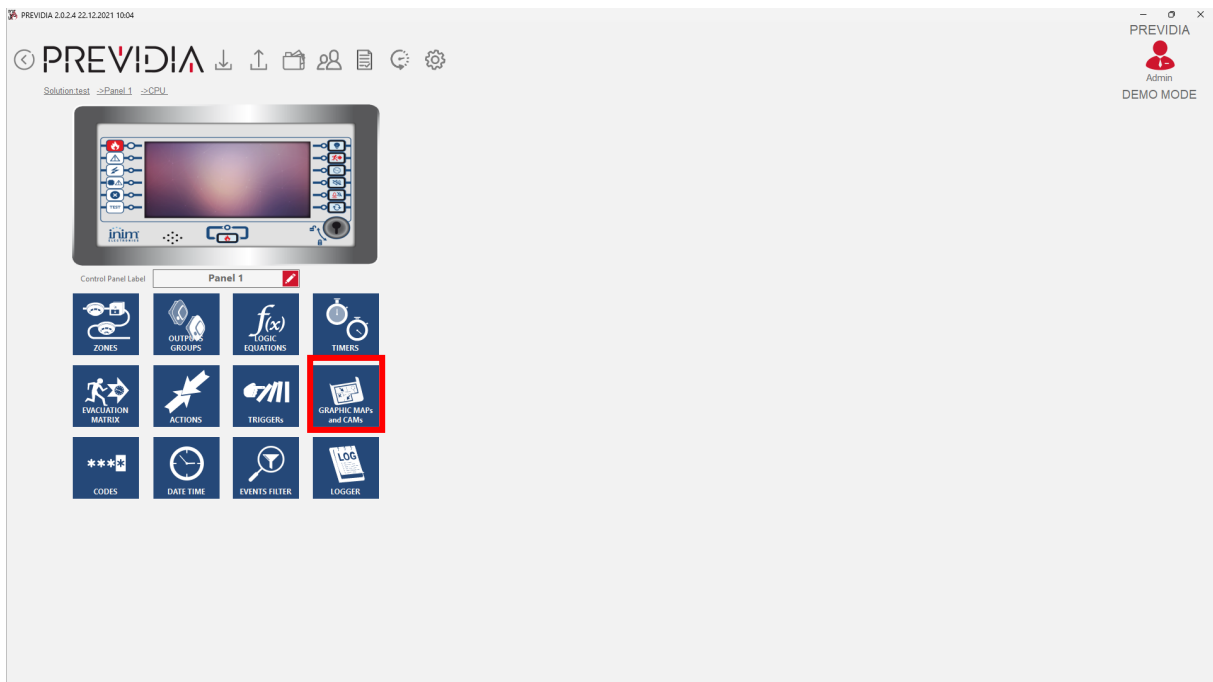 PREVIDIA 2.0.2.4 22.12.2021 10:04
PREVIDIA
PREVIDIA
Admin
DEMO MODE
Solution:test ->Panel 1 ->CPU
TEST
inim
ELECTRONICS
Control Panel Label
Panel 1
ZONES
OUTPUTS
GROUPS
f(x)
LOGIC
EQUATIONS
TIMERS
EVACUATION
MATRIX
ACTIONS
TRIGGERs
GRAPHIC MAPs
and CAMs
****
CODES
DATE TIME
EVENTS FILTER
LOG
LOGGER